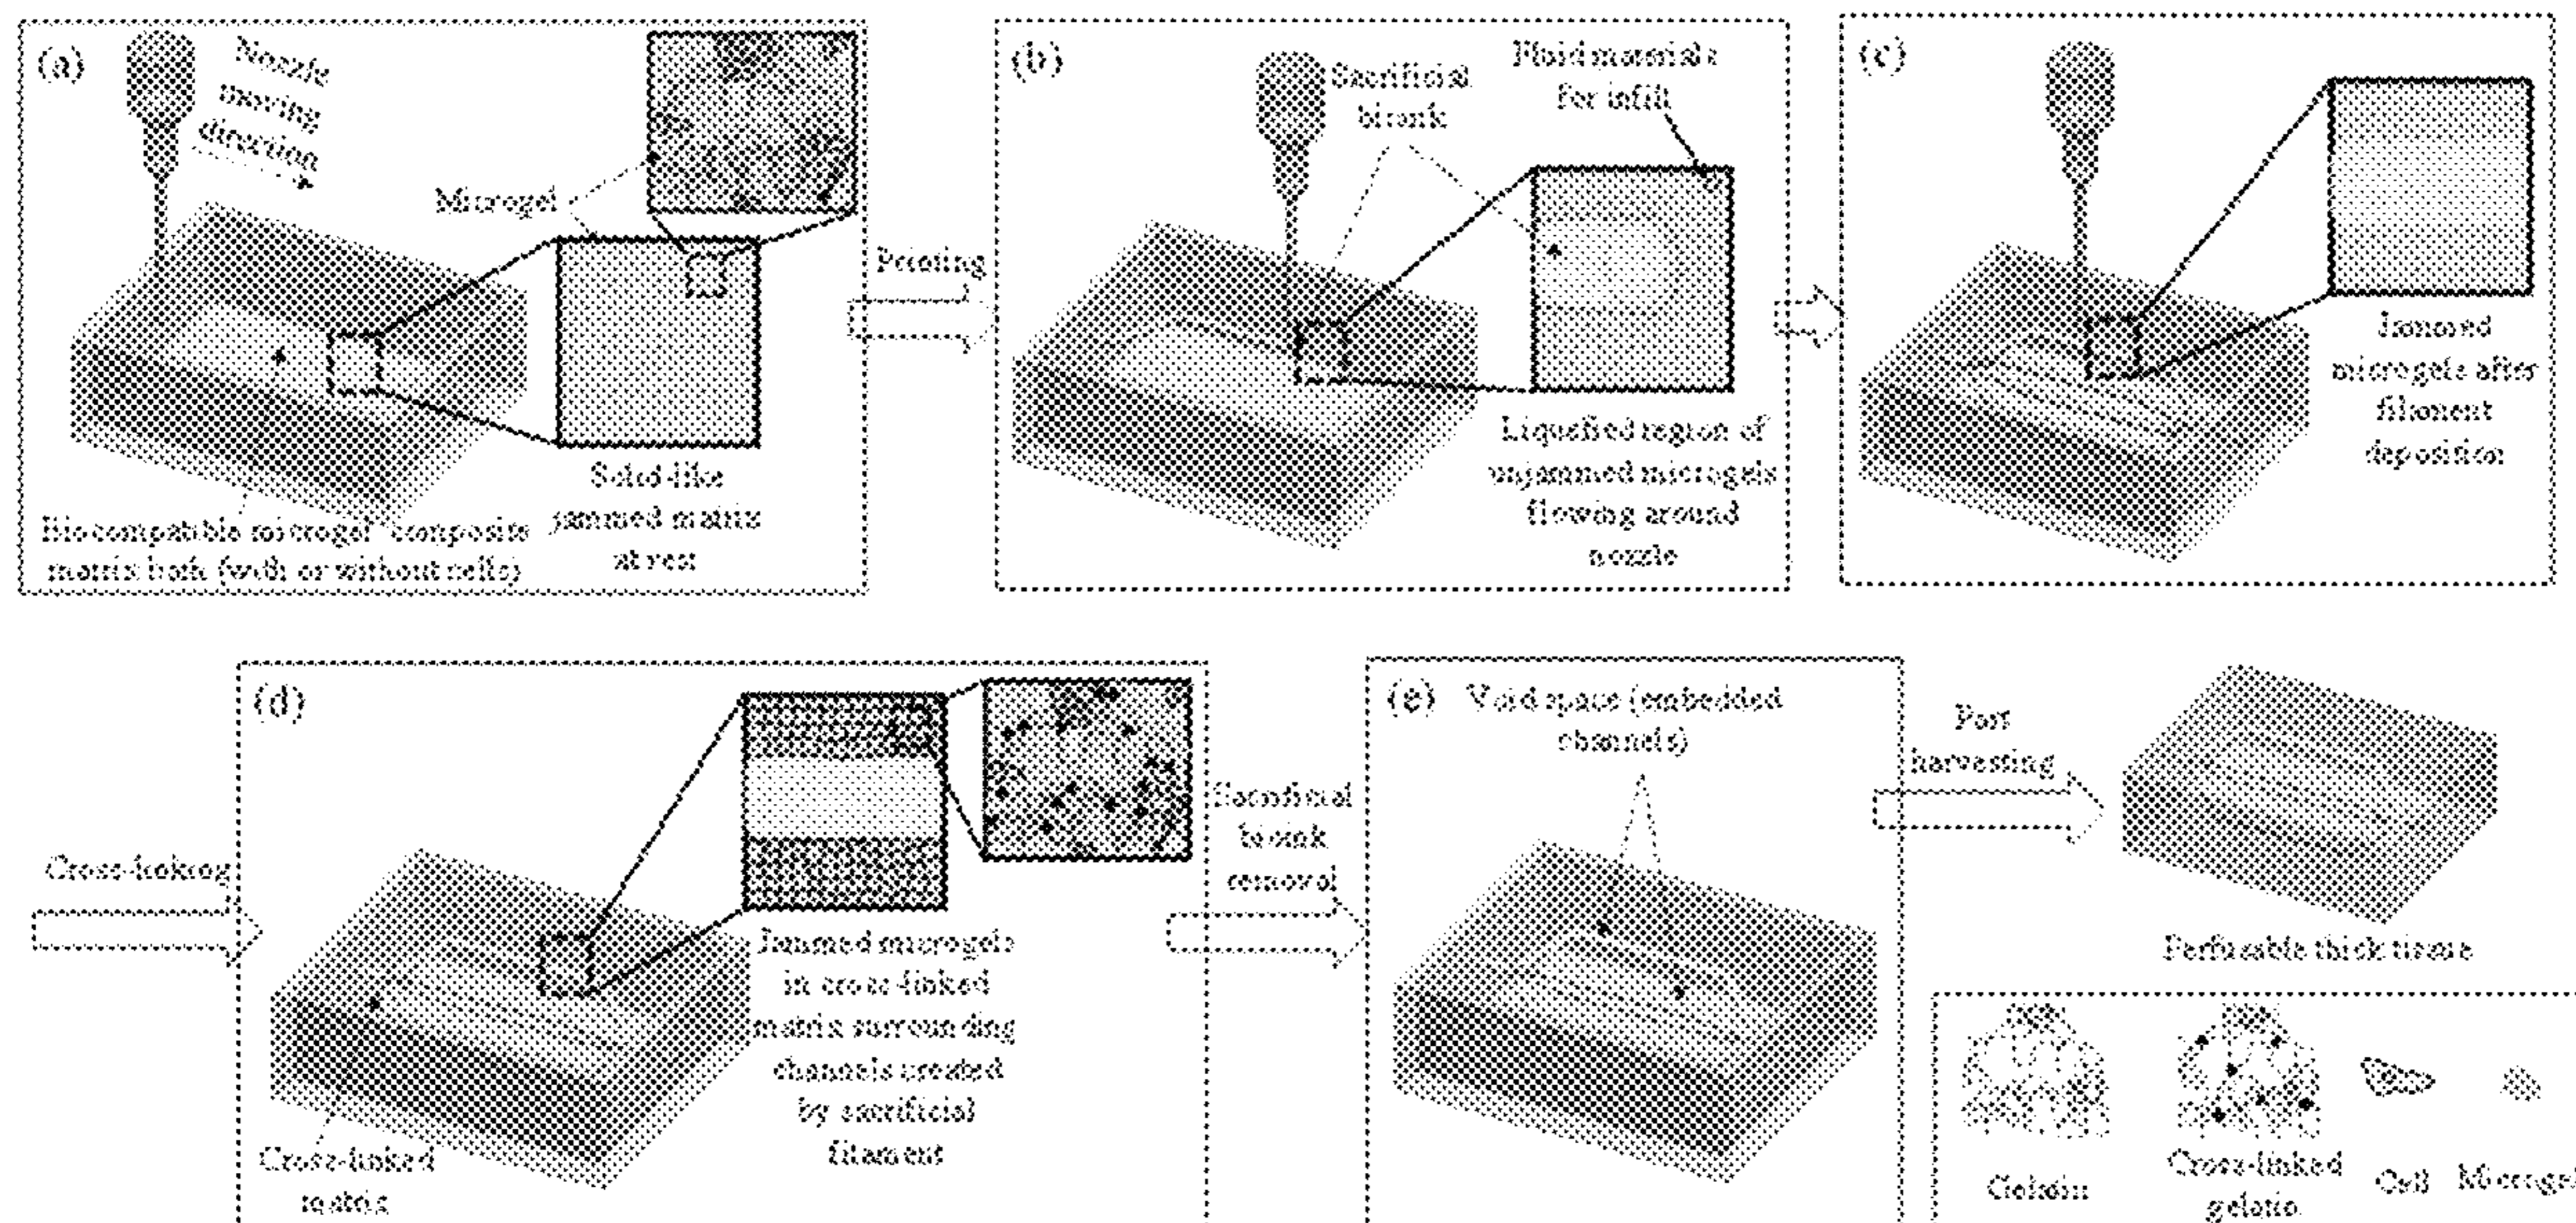 (a)
Nozzle
moving
direction
Microgel
Solid-like
jammed matrix
at rest
Biocompatible microgel composite
matrix bath (with or without cells)
Printing
(b)
Sacrificial
bioink
Fluid materials
for infill
Liquefied region of
unjammed microgels
flowing around
nozzle
(c)
Jammed
microgels after
filament
deposition
Cross-linking
(d)
Jammed microgels
in cross-linked
matrix surrounding
channels created
by sacrificial
filament
Cross-linked
matrix
Sacrificial
bioink
removal
(e) Void space (embedded
channels)
Part
harvesting
Perfusable thick tissue
Gelatin
Cross-linked
gelatin
Cell
Microgel